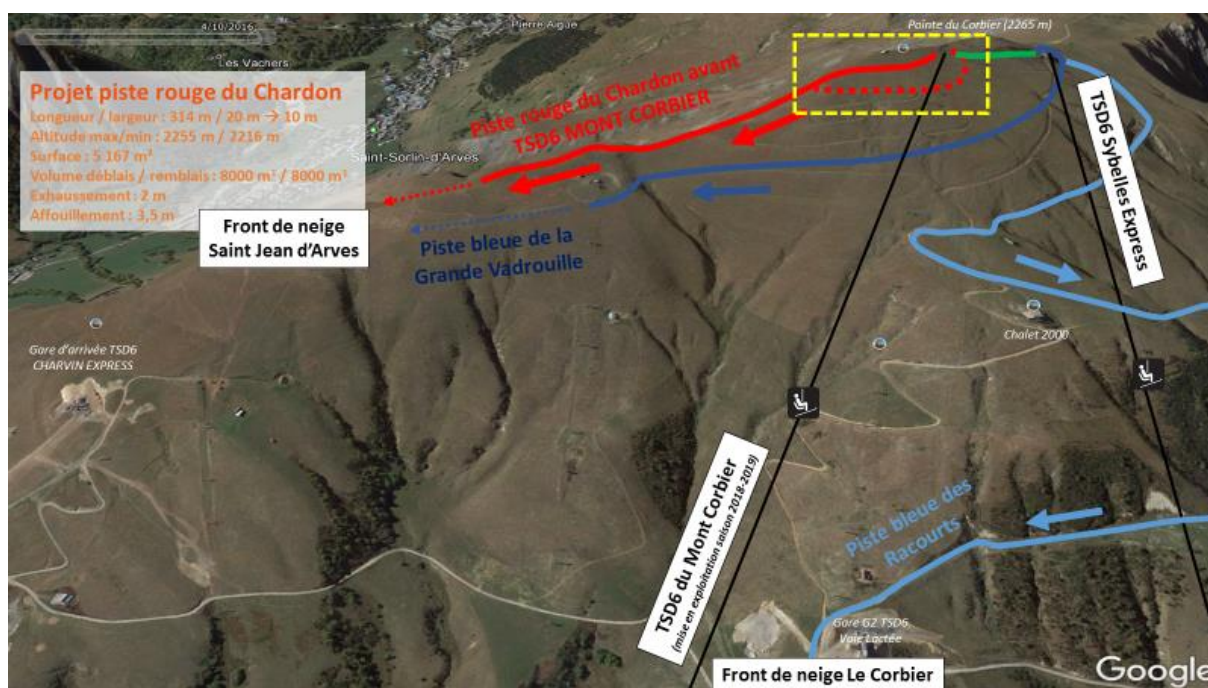 4/10/2016
Pierre Aigue
Pointe du Corbier (2265 m)
Les Vachers
Projet piste rouge du Chardon
Longueur / largeur : 314 m / 20 m → 10 m
Altitude max/min : 2255 m / 2216 m
Surface : 5 167 m²
Volume déblais / remblais : 8000 m³ / 8000 m³
Exhaussement : 2 m
Affouillement : 3,5 m
Piste rouge du Chardon avant
TSD6 MONT CORBIER
Saint-Sorlin-d'Arves
Front de neige
Saint Jean d'Arves
Piste bleue de la
Grande Vadrouille
TSD6 Sybelles Express
Gare d'arrivée TSD6
CHARVIN EXPRESS
Chalet 2000
TSD6 du Mont Corbier
(mise en exploitation saison 2018-2019)
Piste bleue des
Racourts
Gare G2 TSD6
Voie Lactée
Front de neige Le Corbier
Google